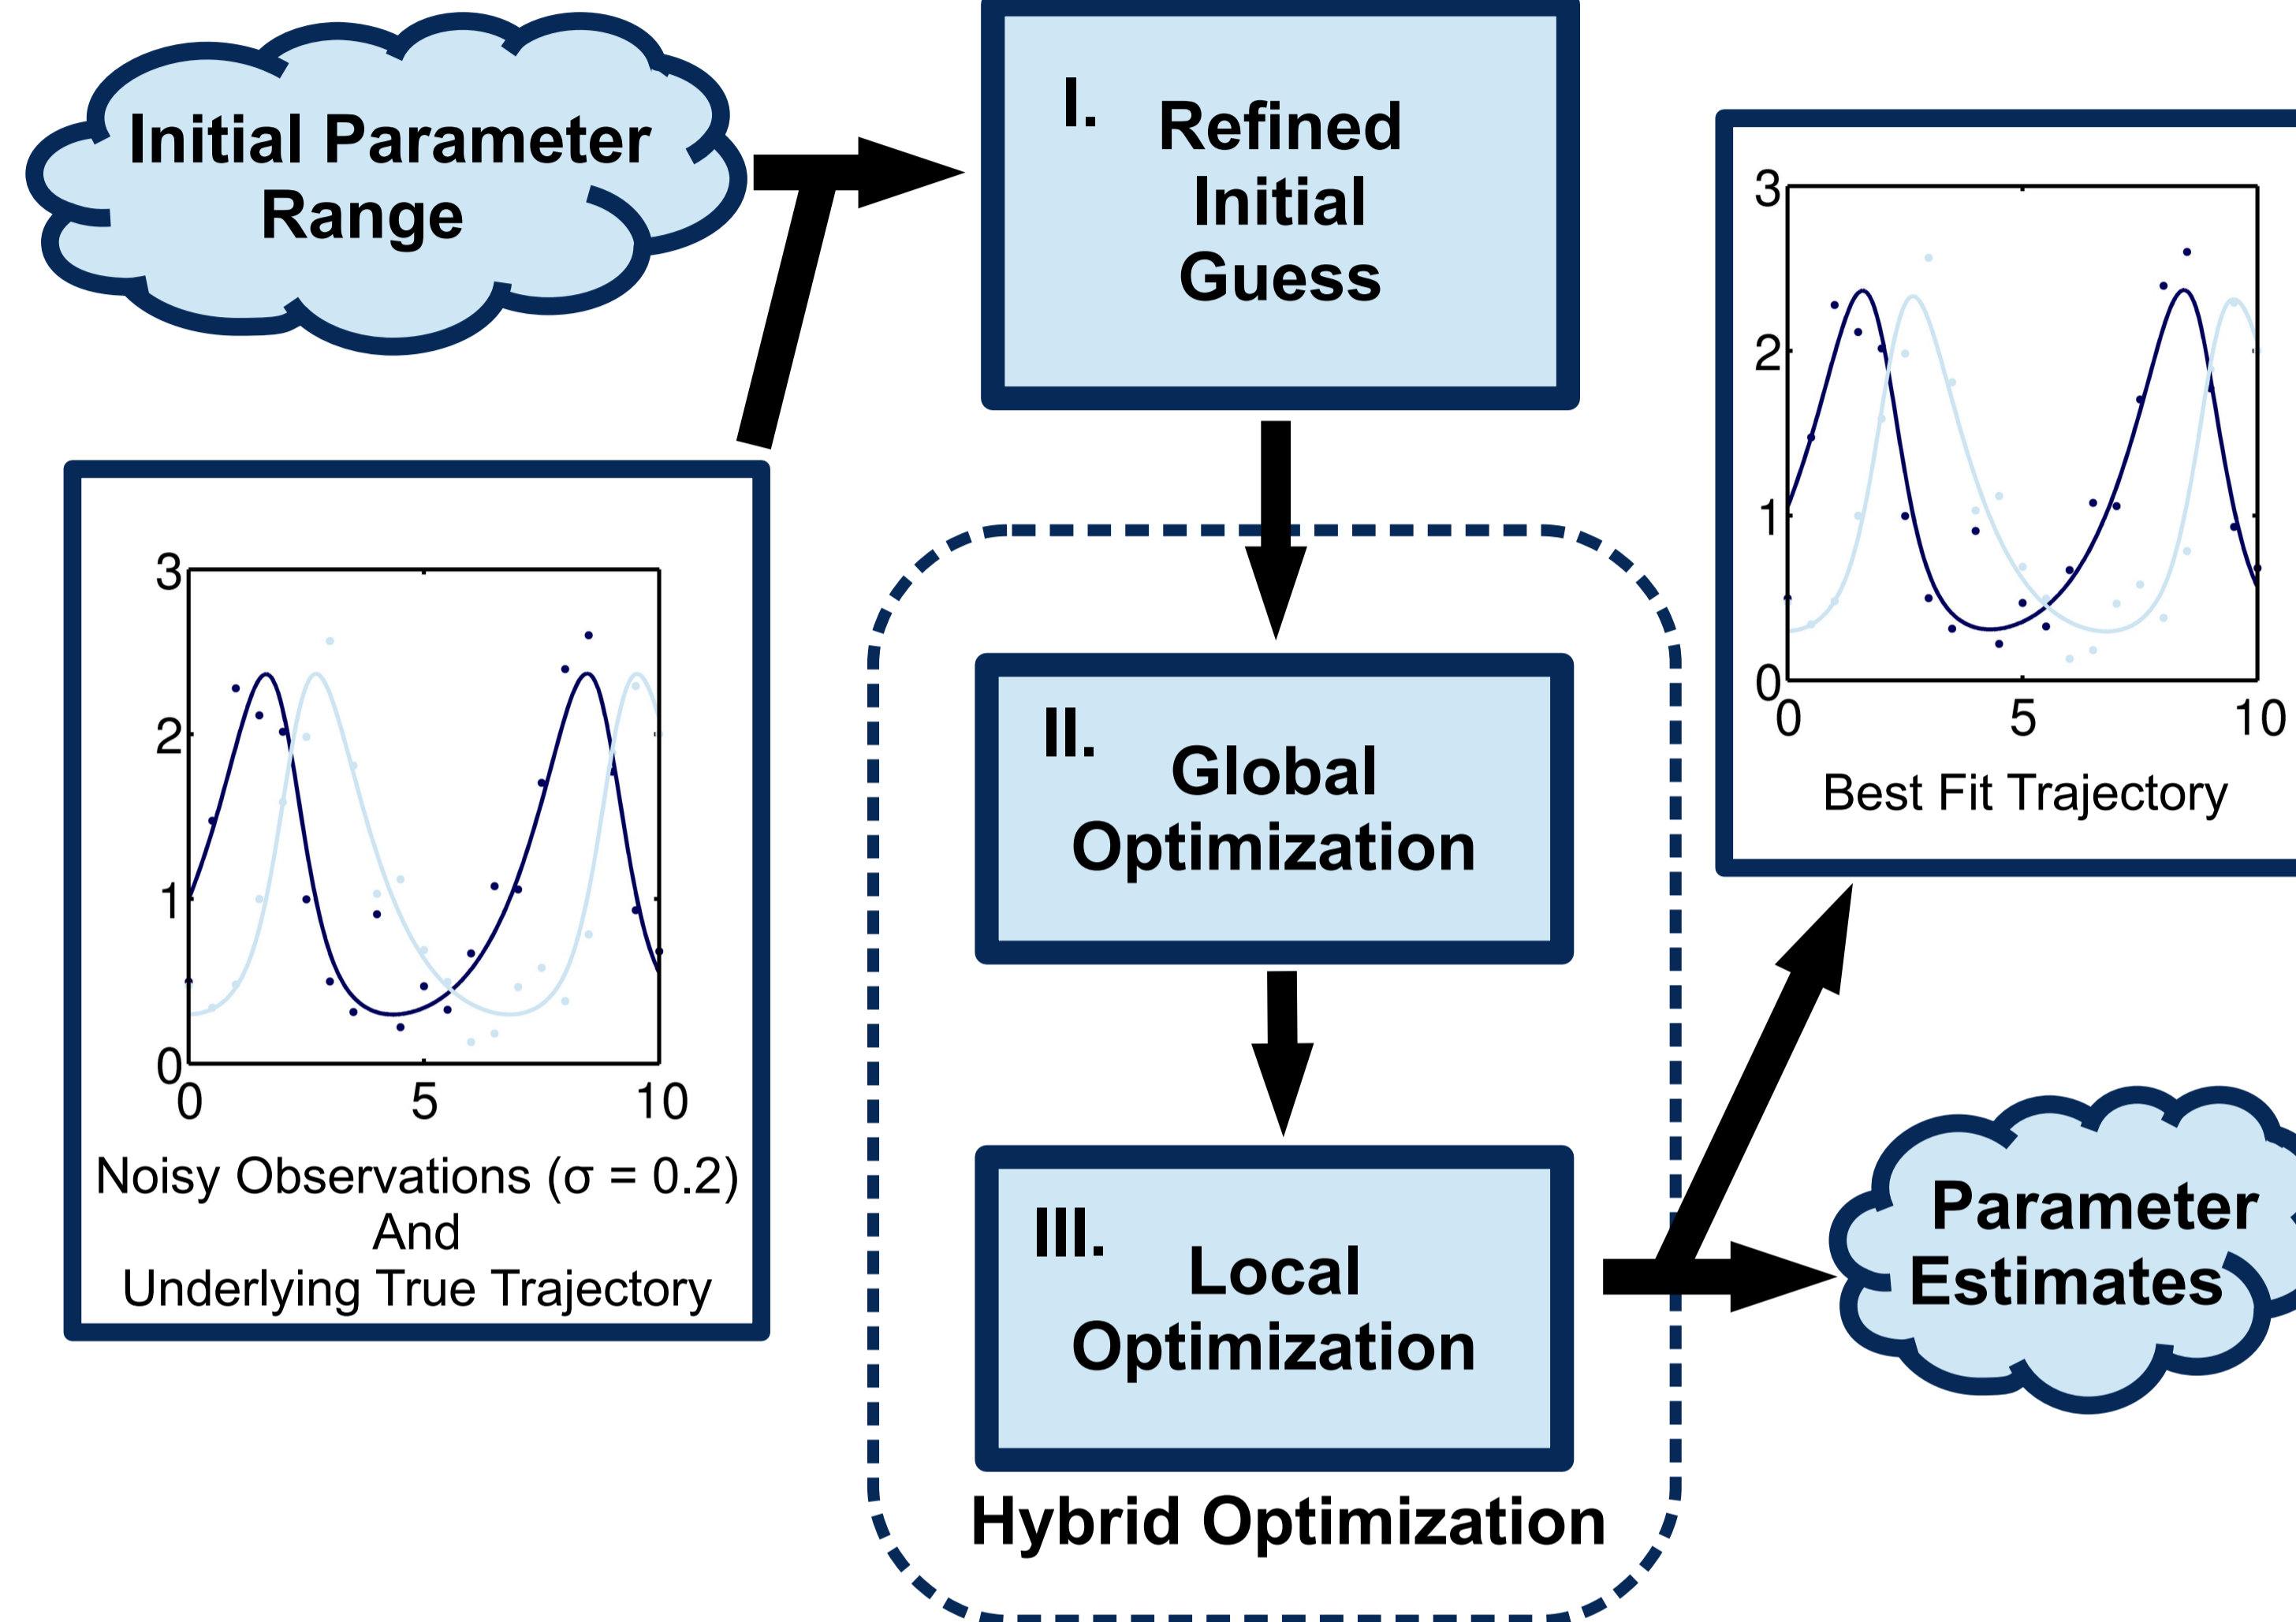 Initial Parameter
Range
I.
Refined
Initial
Guess
3
2
1
0
0 5 10
Noisy Observations (σ = 0.2)
And
Underlying True Trajectory
II.
Global
Optimization
III.
Local
Optimization
Hybrid Optimization
3
2
1
0
0 5 10
Best Fit Trajectory
Parameter
Estimates